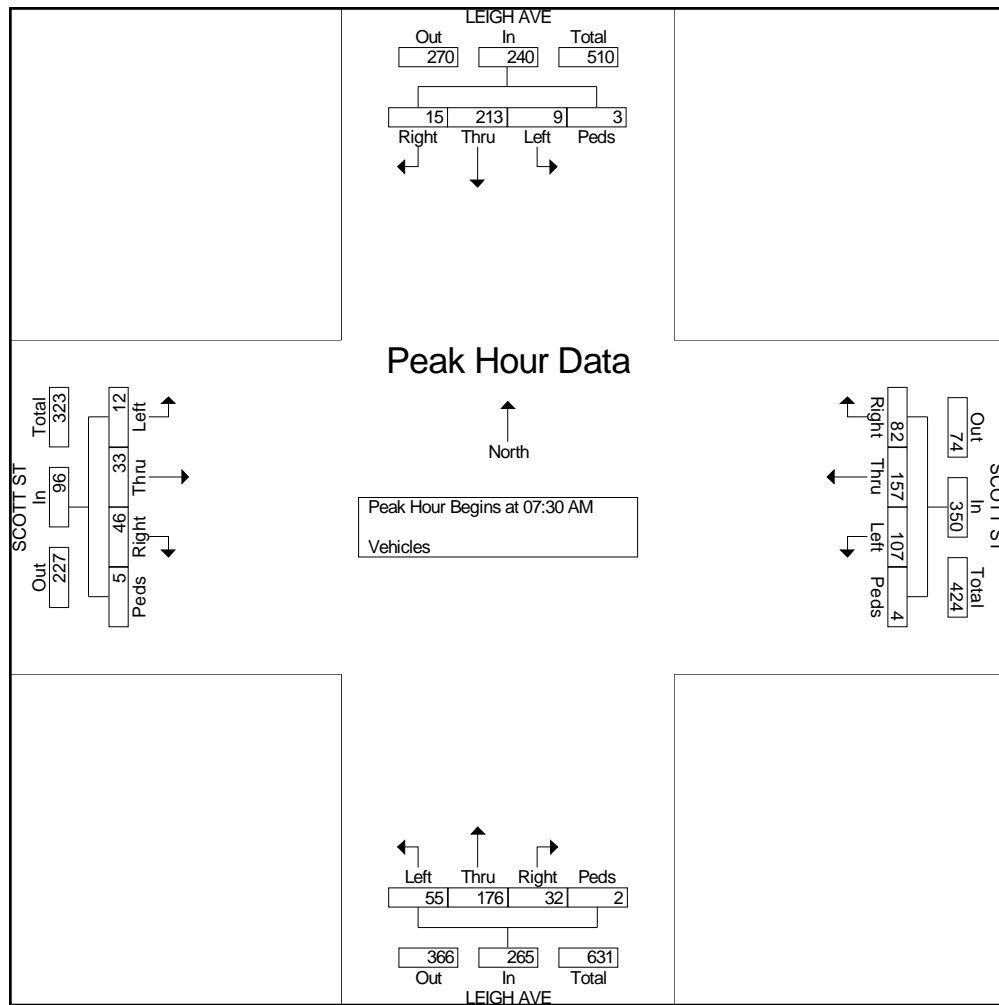 LEIGH AVE
Out In Total
270 240 510
15 213 9 3
Right Thru Left Peds
Peak Hour Data
North
Peak Hour Begins at 07:30 AM
Vehicles
SCOTT ST
Total In Out
323 96 227
12 33 46 5
Left Thru Right Peds
SCOTT ST
Out In Total
74 350 424
82 157 107 4
Right Thru Left Peds
Left Thru Right Peds
55 176 32 2
366 265 631
Out In Total
LEIGH AVE